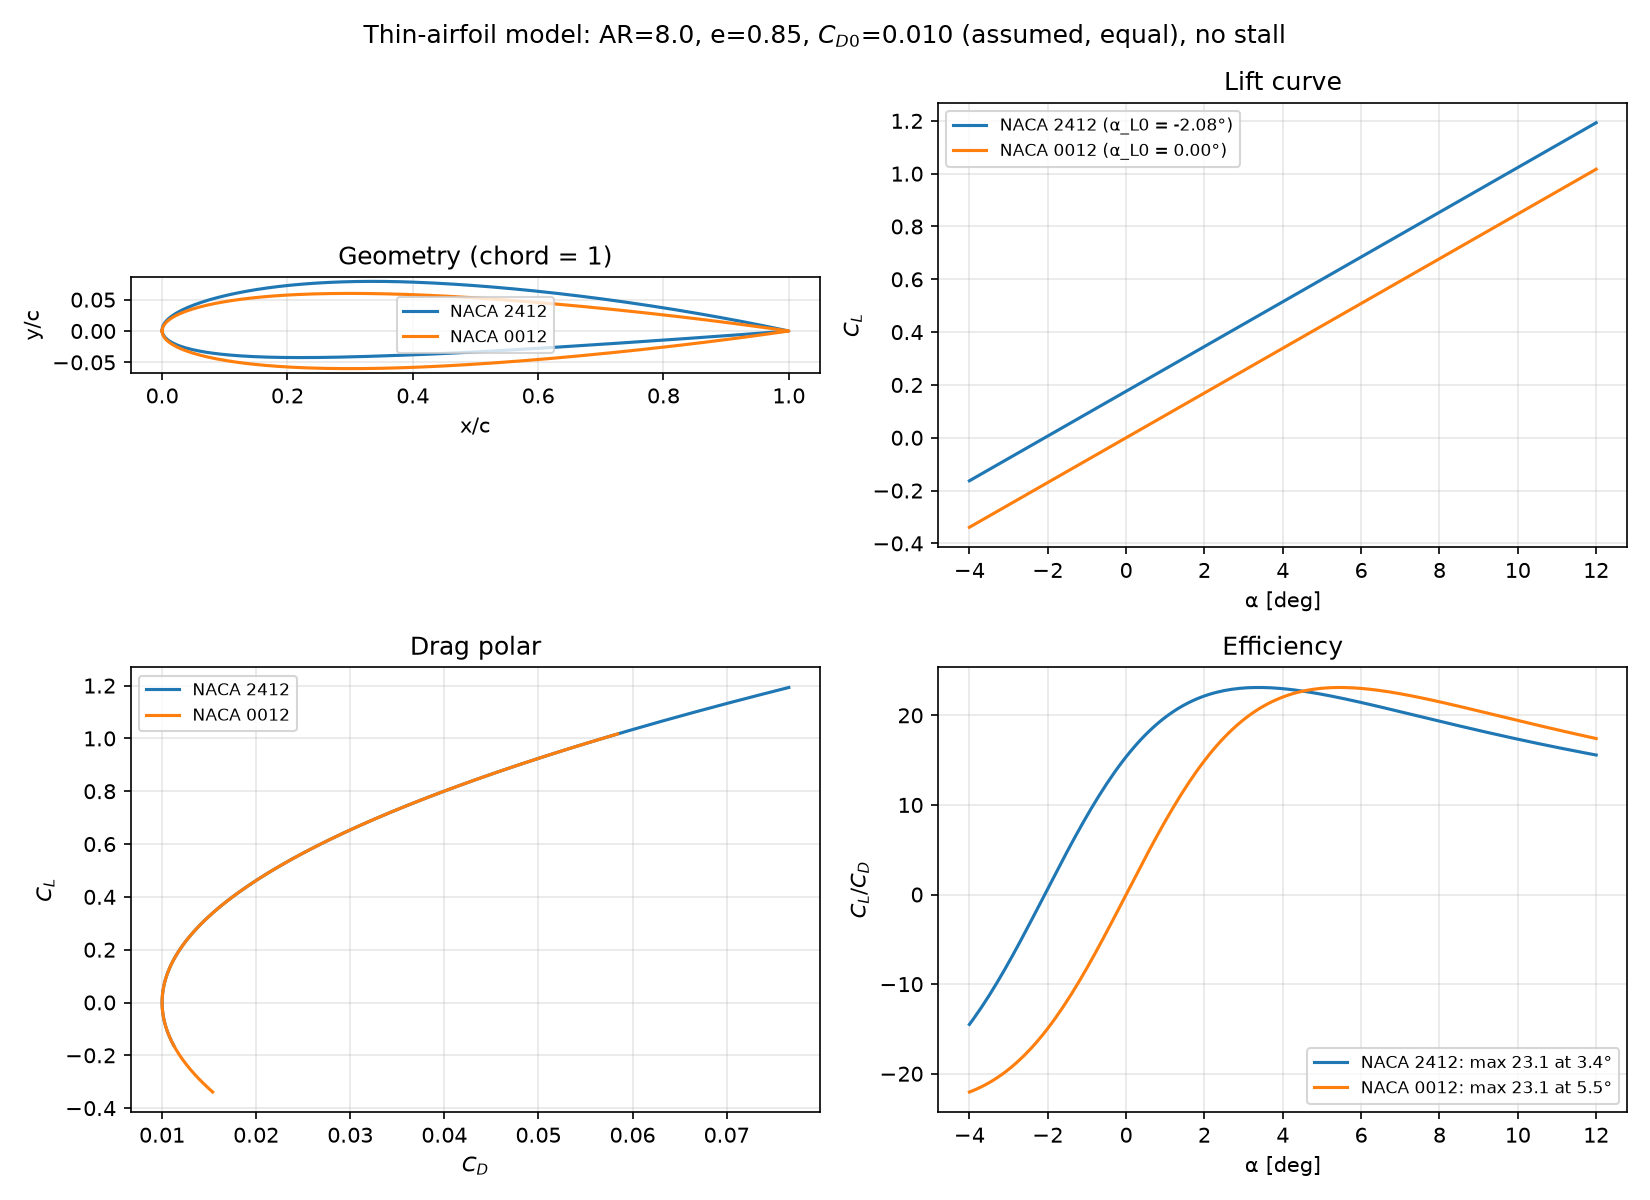 Thin-airfoil model: AR=8.0, e=0.85, C_D0=0.010 (assumed, equal), no stall
Geometry (chord = 1)
y/c
0.05
0.00
−0.05
NACA 2412
NACA 0012
0.0 0.2 0.4 0.6 0.8 1.0
x/c
Lift curve
NACA 2412 (α_L0 = -2.08°)
NACA 0012 (α_L0 = 0.00°)
C_L
1.2
1.0
0.8
0.6
0.4
0.2
0.0
−0.2
−0.4
−4 −2 0 2 4 6 8 10 12
α [deg]
Drag polar
NACA 2412
NACA 0012
C_L
1.2
1.0
0.8
0.6
0.4
0.2
0.0
−0.2
−0.4
0.01 0.02 0.03 0.04 0.05 0.06 0.07
C_D
Efficiency
C_L/C_D
20
10
0
−10
−20
NACA 2412: max 23.1 at 3.4°
NACA 0012: max 23.1 at 5.5°
−4 −2 0 2 4 6 8 10 12
α [deg]